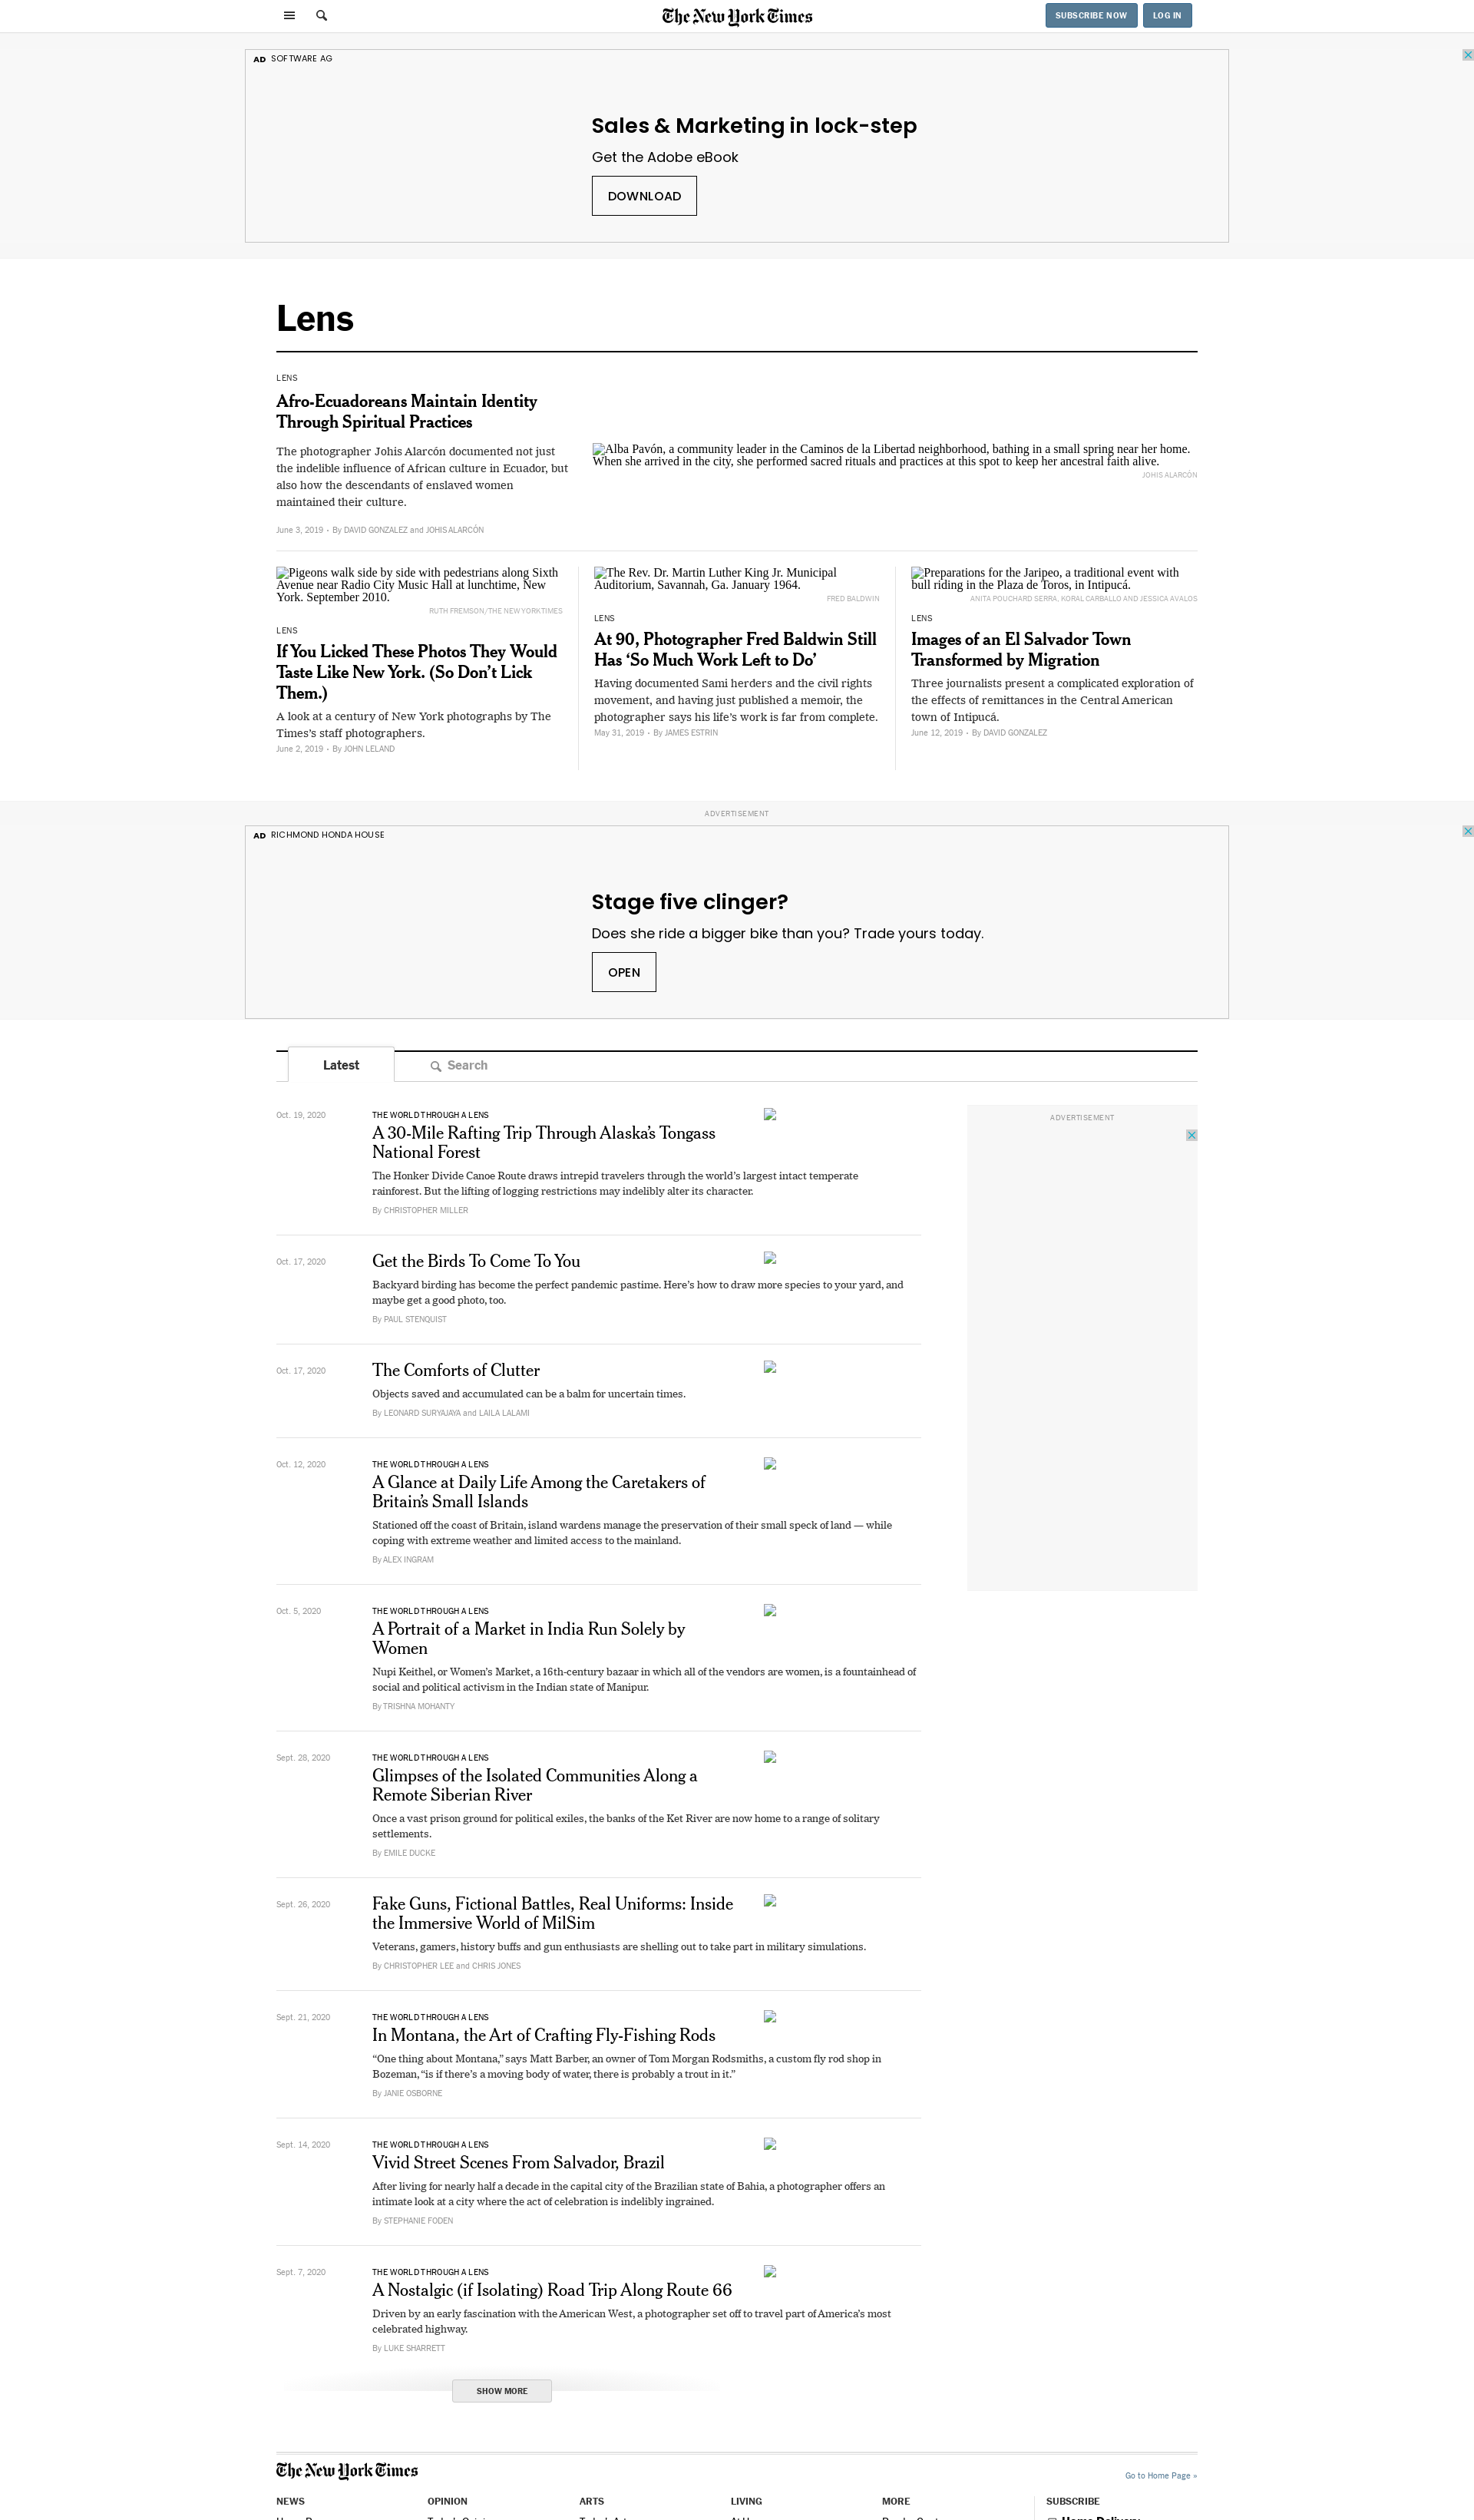 The New York Times
SUBSCRIBE NOW
LOG IN
AD SOFTWARE AG
Sales & Marketing in lock-step
Get the Adobe eBook
DOWNLOAD
Lens
LENS
Afro-Ecuadoreans Maintain Identity
Through Spiritual Practices
The photographer Johis Alarcón documented not just
the indelible influence of African culture in Ecuador, but
also how the descendants of enslaved women
maintained their culture.
June 3, 2019 • By DAVID GONZALEZ and JOHIS ALARCÓN
Alba Pavón, a community leader in the Caminos de la Libertad neighborhood, bathing in a small spring near her home.
When she arrived in the city, she performed sacred rituals and practices at this spot to keep her ancestral faith alive.
JOHIS ALARCÓN
Pigeons walk side by side with pedestrians along Sixth
Avenue near Radio City Music Hall at lunchtime, New
York. September 2010.
RUTH FREMSON/THE NEW YORK TIMES
LENS
If You Licked These Photos They Would
Taste Like New York. (So Don’t Lick
Them.)
A look at a century of New York photographs by The
Times’s staff photographers.
June 2, 2019 • By JOHN LELAND
The Rev. Dr. Martin Luther King Jr. Municipal
Auditorium, Savannah, Ga. January 1964.
FRED BALDWIN
LENS
At 90, Photographer Fred Baldwin Still
Has ‘So Much Work Left to Do’
Having documented Sami herders and the civil rights
movement, and having just published a memoir, the
photographer says his life’s work is far from complete.
May 31, 2019 • By JAMES ESTRIN
Preparations for the Jaripeo, a traditional event with
bull riding in the Plaza de Toros, in Intipucá.
ANITA POUCHARD SERRA, KORAL CARBALLO AND JESSICA AVALOS
LENS
Images of an El Salvador Town
Transformed by Migration
Three journalists present a complicated exploration of
the effects of remittances in the Central American
town of Intipucá.
June 12, 2019 • By DAVID GONZALEZ
ADVERTISEMENT
AD RICHMOND HONDA HOUSE
Stage five clinger?
Does she ride a bigger bike than you? Trade yours today.
OPEN
Latest
Search
ADVERTISEMENT
Oct. 19, 2020
THE WORLD THROUGH A LENS
A 30-Mile Rafting Trip Through Alaska’s Tongass
National Forest
The Honker Divide Canoe Route draws intrepid travelers through the world’s largest intact temperate
rainforest. But the lifting of logging restrictions may indelibly alter its character.
By CHRISTOPHER MILLER
Oct. 17, 2020
Get the Birds To Come To You
Backyard birding has become the perfect pandemic pastime. Here’s how to draw more species to your yard, and
maybe get a good photo, too.
By PAUL STENQUIST
Oct. 17, 2020
The Comforts of Clutter
Objects saved and accumulated can be a balm for uncertain times.
By LEONARD SURYAJAYA and LAILA LALAMI
Oct. 12, 2020
THE WORLD THROUGH A LENS
A Glance at Daily Life Among the Caretakers of
Britain’s Small Islands
Stationed off the coast of Britain, island wardens manage the preservation of their small speck of land — while
coping with extreme weather and limited access to the mainland.
By ALEX INGRAM
Oct. 5, 2020
THE WORLD THROUGH A LENS
A Portrait of a Market in India Run Solely by
Women
Nupi Keithel, or Women’s Market, a 16th-century bazaar in which all of the vendors are women, is a fountainhead of
social and political activism in the Indian state of Manipur.
By TRISHNA MOHANTY
Sept. 28, 2020
THE WORLD THROUGH A LENS
Glimpses of the Isolated Communities Along a
Remote Siberian River
Once a vast prison ground for political exiles, the banks of the Ket River are now home to a range of solitary
settlements.
By EMILE DUCKE
Sept. 26, 2020
Fake Guns, Fictional Battles, Real Uniforms: Inside
the Immersive World of MilSim
Veterans, gamers, history buffs and gun enthusiasts are shelling out to take part in military simulations.
By CHRISTOPHER LEE and CHRIS JONES
Sept. 21, 2020
THE WORLD THROUGH A LENS
In Montana, the Art of Crafting Fly-Fishing Rods
“One thing about Montana,” says Matt Barber, an owner of Tom Morgan Rodsmiths, a custom fly rod shop in
Bozeman, “is if there’s a moving body of water, there is probably a trout in it.”
By JANIE OSBORNE
Sept. 14, 2020
THE WORLD THROUGH A LENS
Vivid Street Scenes From Salvador, Brazil
After living for nearly half a decade in the capital city of the Brazilian state of Bahia, a photographer offers an
intimate look at a city where the act of celebration is indelibly ingrained.
By STEPHANIE FODEN
Sept. 7, 2020
THE WORLD THROUGH A LENS
A Nostalgic (if Isolating) Road Trip Along Route 66
Driven by an early fascination with the American West, a photographer set off to travel part of America’s most
celebrated highway.
By LUKE SHARRETT
SHOW MORE
The New York Times
Go to Home Page »
NEWS
OPINION
ARTS
LIVING
MORE
SUBSCRIBE